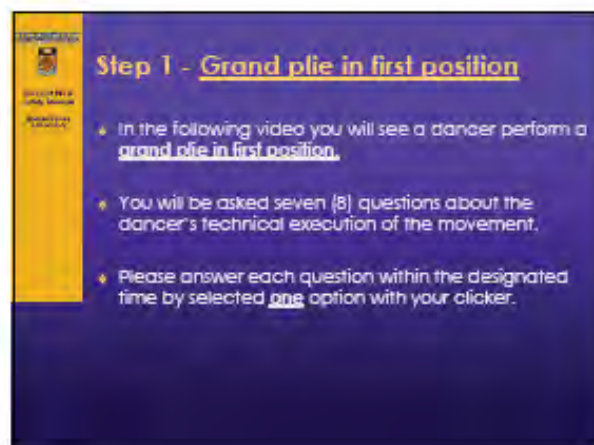 Step 1 - Grand plie in first position
In the following video you will see a dancer perform a
grand plie in first position.
You will be asked seven (8) questions about the
dancer's technical execution of the movement.
Please answer each question within the designated
time by selected one option with your clicker.